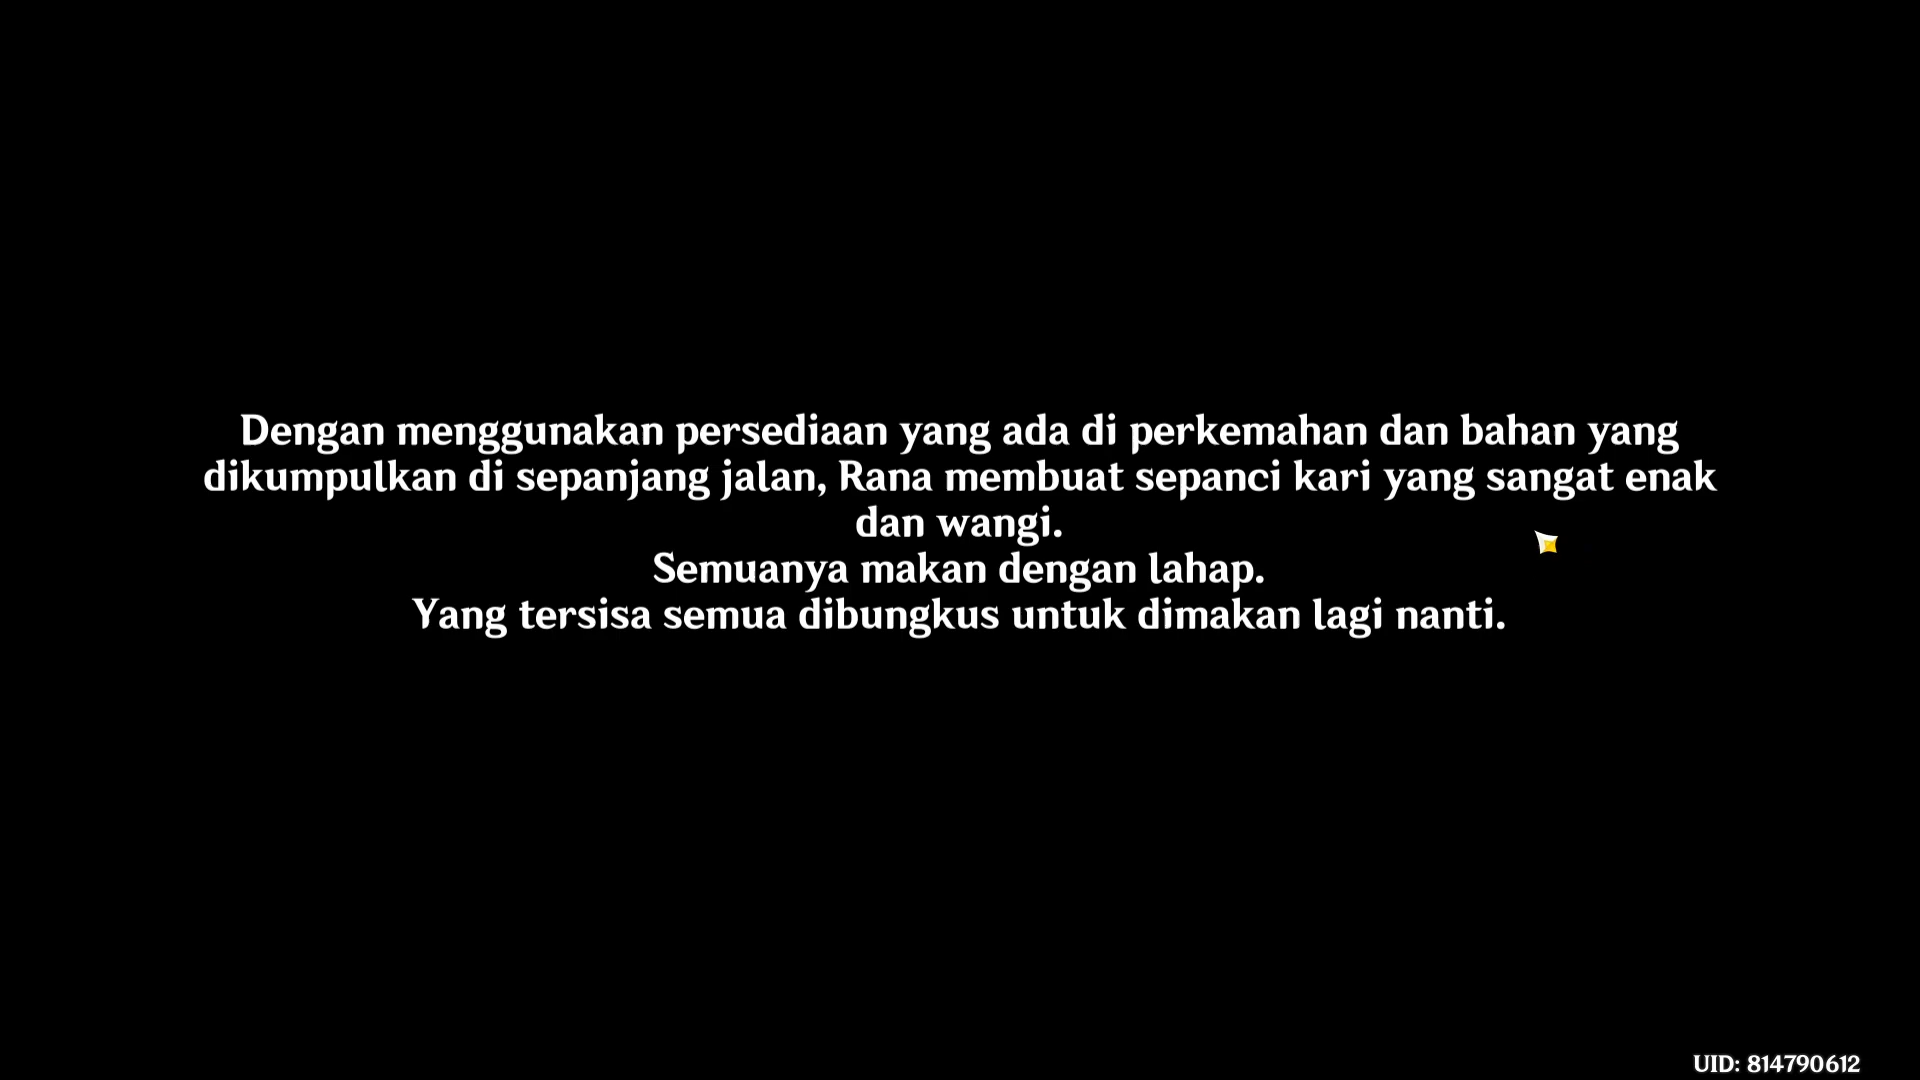 Dengan menggunakan persediaan yang ada di perkemahan dan bahan yang
dikumpulkan di sepanjang jalan, Rana membuat sepanci kari yang sangat enak
dan wangi.
Semuanya makan dengan lahap.
Yang tersisa semua dibungkus untuk dimakan lagi nanti.
UID: 814790612